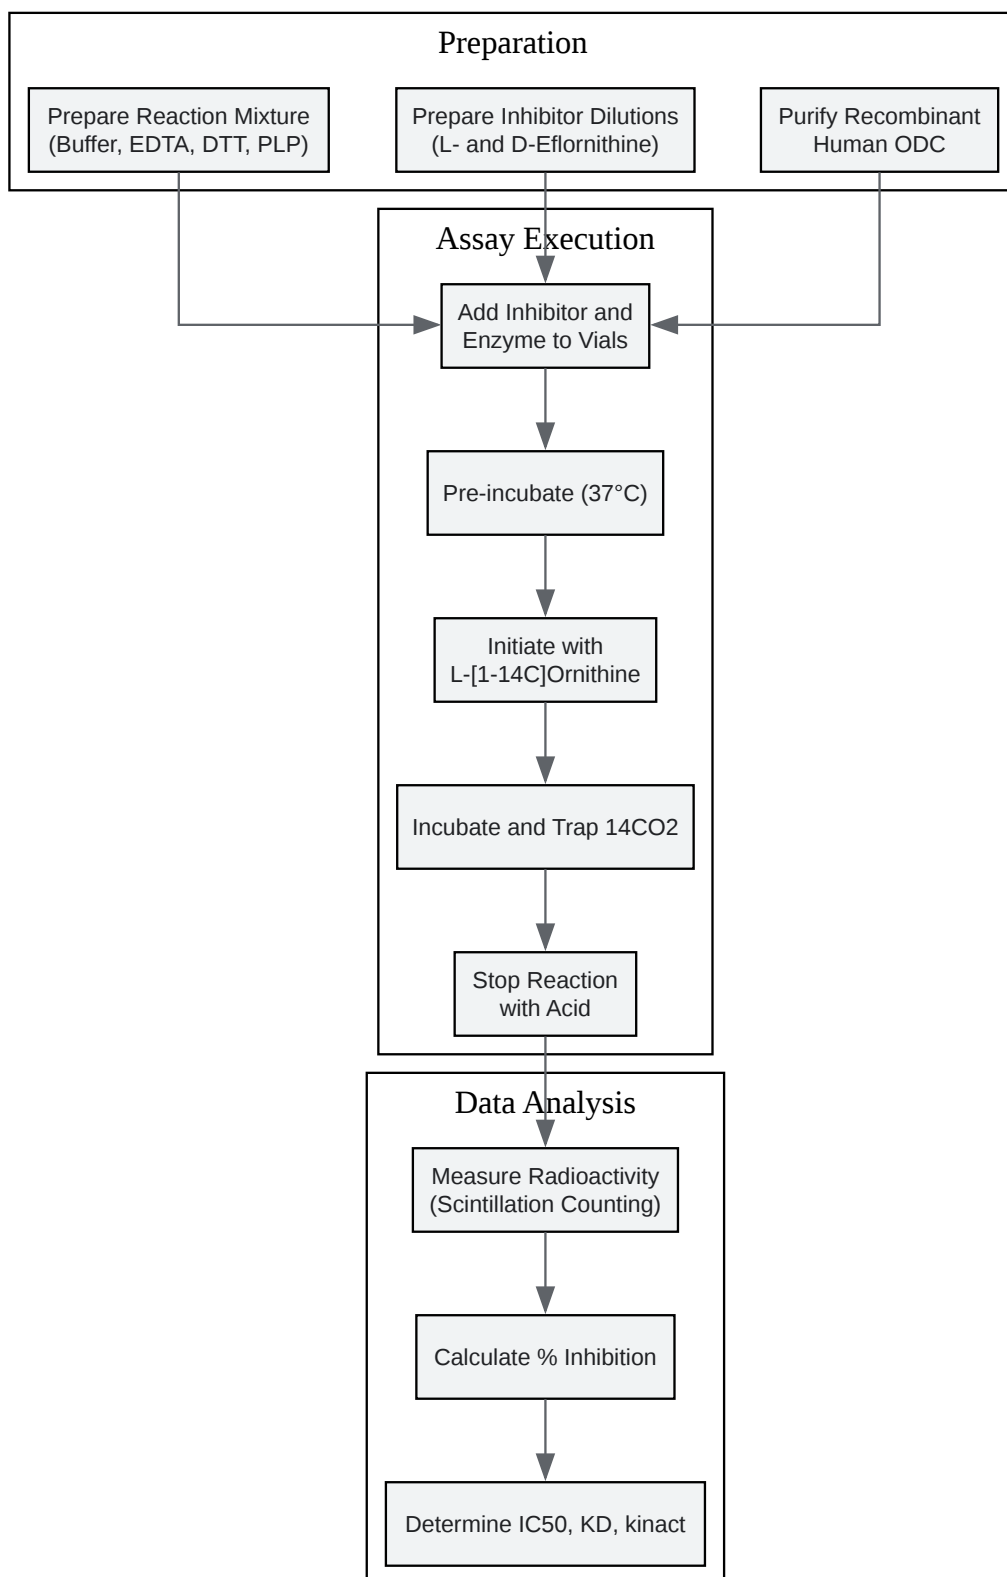 Preparation
Prepare Reaction Mixture
(Buffer, EDTA, DTT, PLP)
Prepare Inhibitor Dilutions
(L- and D-Eflornithine)
Purify Recombinant
Human ODC
Assay Execution
Add Inhibitor and
Enzyme to Vials
Pre-incubate (37°C)
Initiate with
L-[1-14C]Ornithine
Incubate and Trap 14CO2
Stop Reaction
with Acid
Data Analysis
Measure Radioactivity
(Scintillation Counting)
Calculate % Inhibition
Determine IC50, KD, kinact